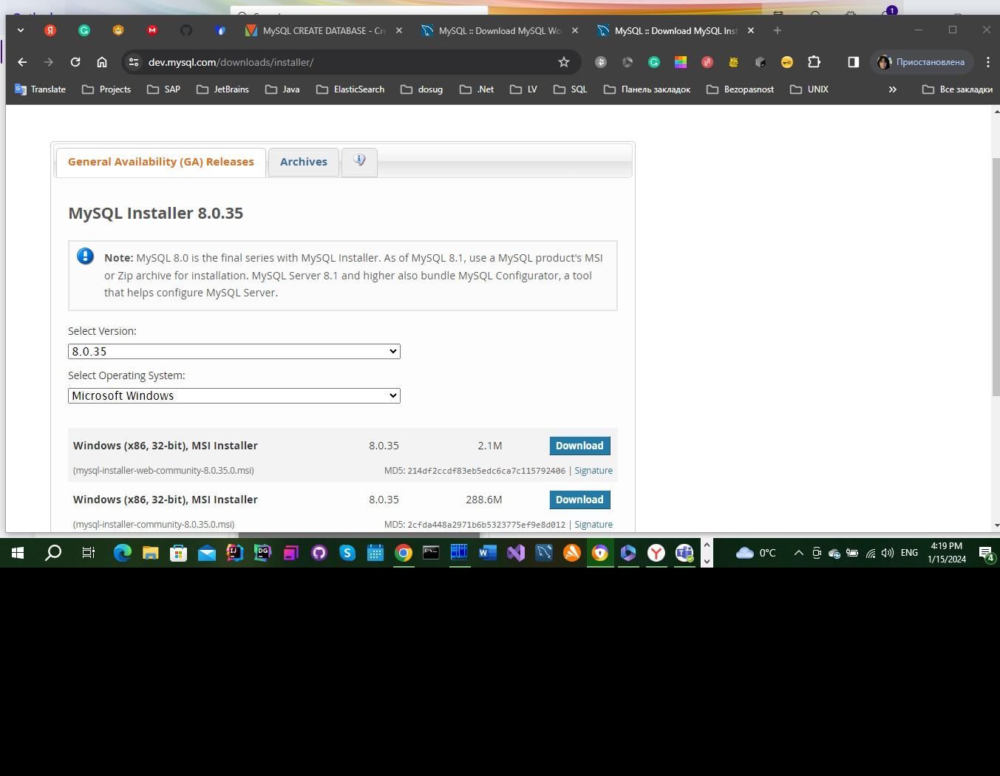 MySQL CREATE DATABASE - Cre
MySQL :: Download MySQL Wo
MySQL :: Download MySQL Inst
dev.mysql.com/downloads/installer/
Приостановлена
Translate
Projects
SAP
JetBrains
Java
ElasticSearch
dosug
.Net
LV
SQL
Панель закладок
Bezopasnost
UNIX
»
Все закладки
General Availability (GA) Releases
Archives
MySQL Installer 8.0.35
Note: MySQL 8.0 is the final series with MySQL Installer. As of MySQL 8.1, use a MySQL product's MSI
or Zip archive for installation. MySQL Server 8.1 and higher also bundle MySQL Configurator, a tool
that helps configure MySQL Server.
Select Version:
8.0.35
Select Operating System:
Microsoft Windows
Windows (x86, 32-bit), MSI Installer 8.0.35 2.1M Download
(mysql-installer-web-community-8.0.35.0.msi) MD5: 214df2ccdf83eb5edc6ca7c115792406 | Signature
Windows (x86, 32-bit), MSI Installer 8.0.35 288.6M Download
(mysql-installer-community-8.0.35.0.msi) MD5: 2cfda448a2971b6b5323775ef9e8d012 | Signature
0°C
ENG
4:19 PM
1/15/2024
4